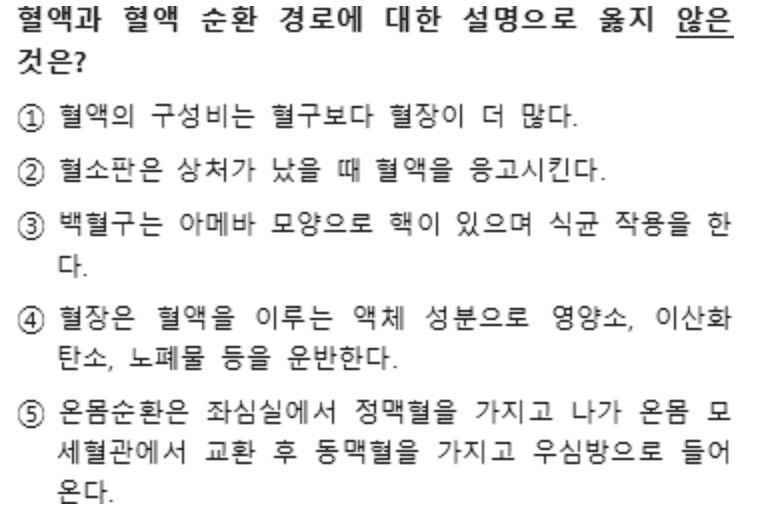 혈액과 혈액 순환 경로에 대한 설명으로 옳지 않은
것은?
① 혈액의 구성비는 혈구보다 혈장이 더 많다.
② 혈소판은 상처가 났을 때 혈액을 응고시킨다.
③ 백혈구는 아메바 모양으로 핵이 있으며 식균 작용을 한
다.
④ 혈장은 혈액을 이루는 액체 성분으로 영양소, 이산화
탄소, 노폐물 등을 운반한다.
⑤ 온몸순환은 좌심실에서 정맥혈을 가지고 나가 온몸 모
세혈관에서 교환 후 동맥혈을 가지고 우심방으로 들어
온다.